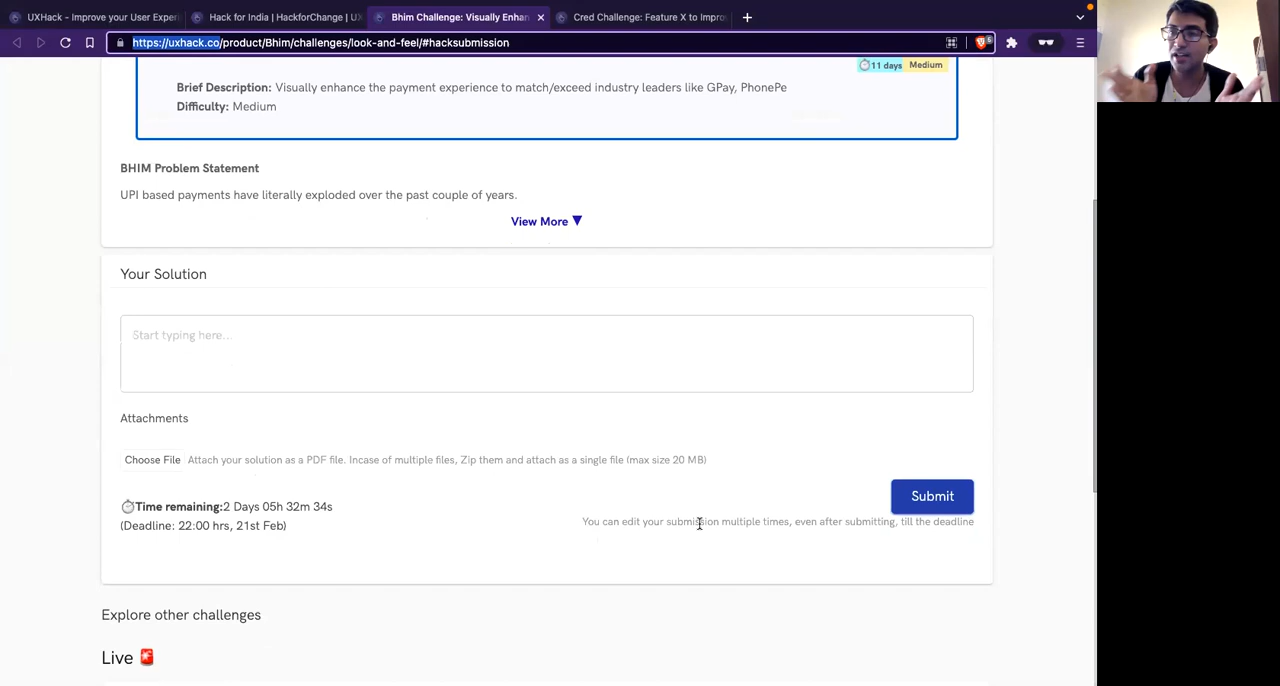 UXHack - Improve your User Exper
Hack for India | HackforChange | UX
Bhim Challenge: Visually Enhan
Cred Challenge: Feature X to Impro
https://uxhack.co/product/Bhim/challenges/look-and-feel/#hacksubmission
11 days
Medium
Brief Description: Visually enhance the payment experience to match/exceed industry leaders like GPay, PhonePe
Difficulty: Medium
BHIM Problem Statement
UPI based payments have literally exploded over the past couple of years.
View More ▼
Your Solution
Start typing here...
Attachments
Choose File Attach your solution as a PDF file. Incase of multiple files, Zip them and attach as a single file (max size 20 MB)
Time remaining:2 Days 05h 32m 34s
(Deadline: 22:00 hrs, 21st Feb)
Submit
You can edit your submission multiple times, even after submitting, till the deadline
Explore other challenges
Live